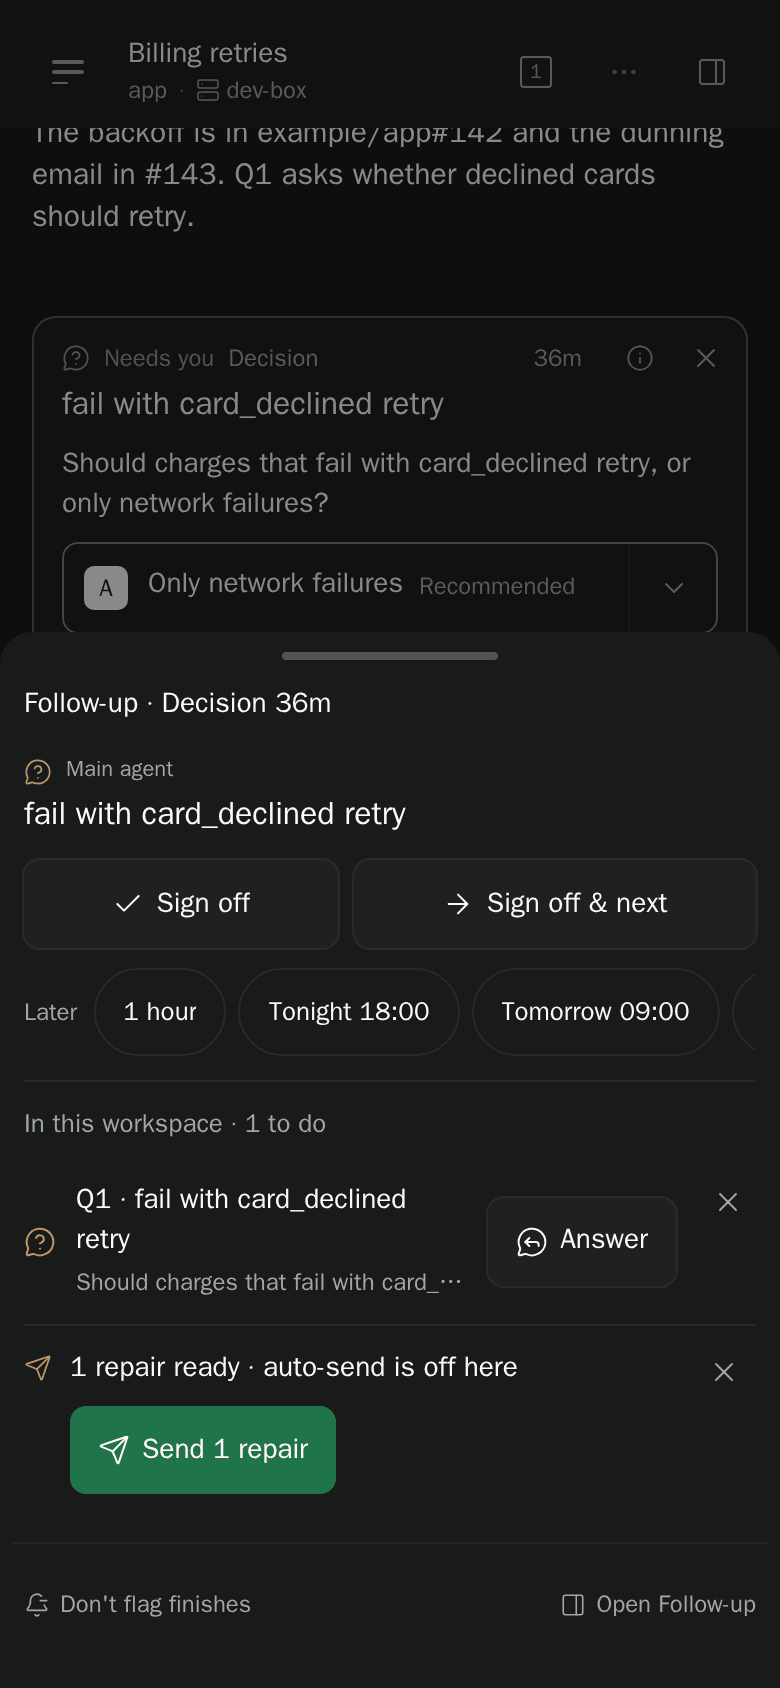 Billing retries
1
app · dev-box
The backoff is in example/app#142 and the dunning
email in #143. Q1 asks whether declined cards
should retry.
Needs you Decision 36m
fail with card_declined retry
Should charges that fail with card_declined retry, or
only network failures?
A Only network failures Recommended
Follow-up · Decision 36m
Main agent
fail with card_declined retry
Sign off
Sign off & next
Later 1 hour Tonight 18:00 Tomorrow 09:00
In this workspace · 1 to do
Q1 · fail with card_declined
retry
Should charges that fail with card_···
Answer
1 repair ready · auto-send is off here
Send 1 repair
Don't flag finishes
Open Follow-up